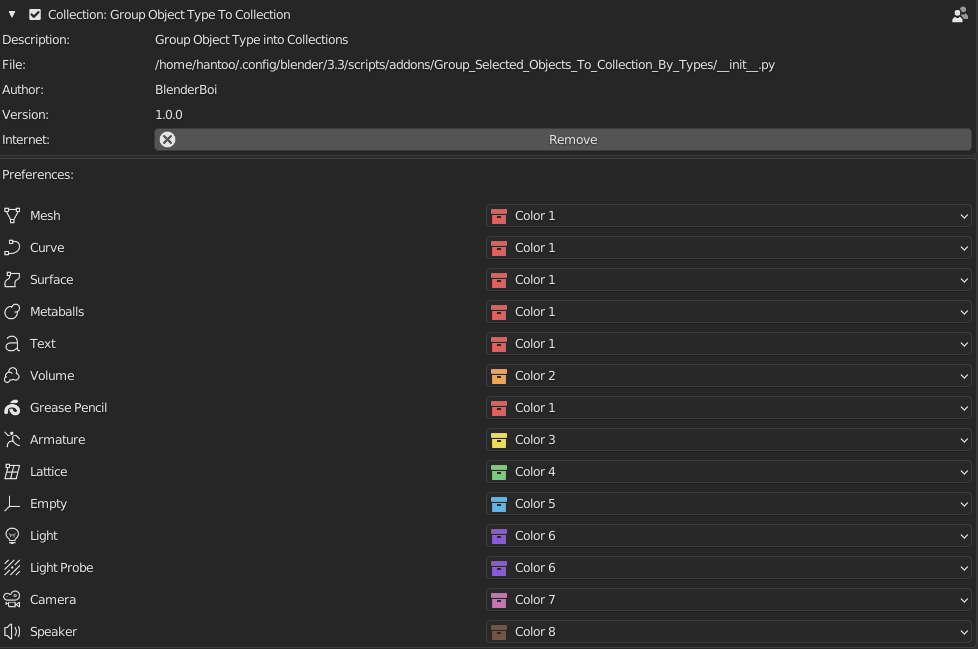 Collection: Group Object Type To Collection
Description: Group Object Type into Collections
File: /home/hantoo/.config/blender/3.3/scripts/addons/Group_Selected_Objects_To_Collection_By_Types/__init__.py
Author: BlenderBoi
Version: 1.0.0
Internet: Remove
Preferences:
Mesh Color 1
Curve Color 1
Surface Color 1
Metaballs Color 1
Text Color 1
Volume Color 2
Grease Pencil Color 1
Armature Color 3
Lattice Color 4
Empty Color 5
Light Color 6
Light Probe Color 6
Camera Color 7
Speaker Color 8